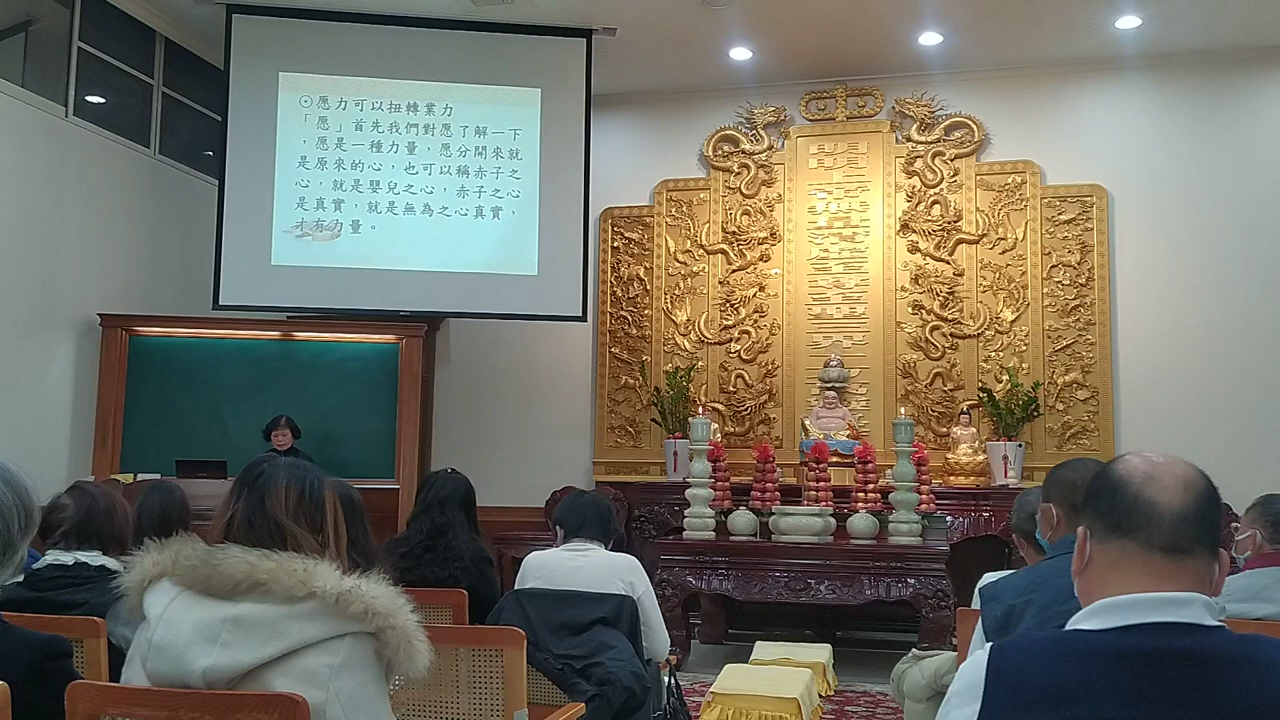 ⊙愿力可以扭轉業力
「愿」首先我們對愿了解一下
，愿是一種力量，愿分開來就
是原來的心，也可以稱赤子之
心，就是嬰兒之心，赤子之心
是真實，就是無為之心真實，
才有力量。